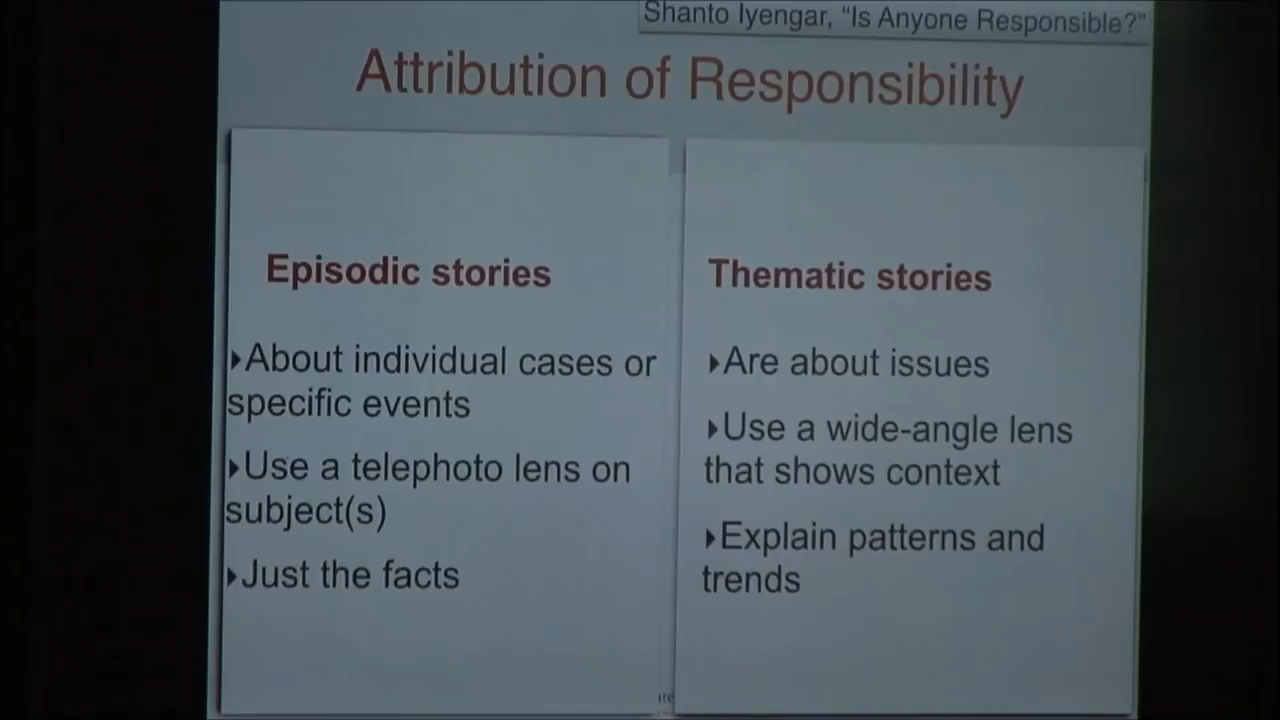 Shanto Iyengar, “Is Anyone Responsible?”
Attribution of Responsibility
Episodic stories
‣About individual cases or
specific events
‣Use a telephoto lens on
subject(s)
‣Just the facts
Thematic stories
‣Are about issues
‣Use a wide-angle lens
that shows context
‣Explain patterns and
trends